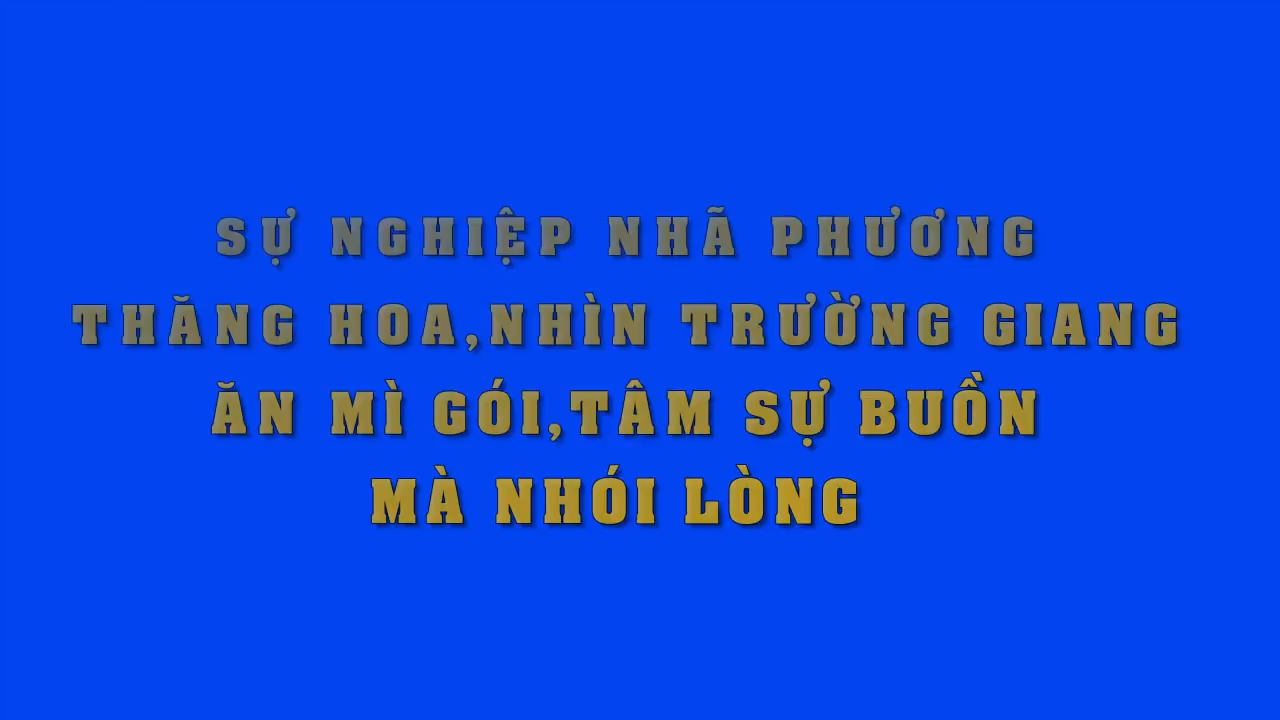 SỰ NGHIỆP NHÃ PHƯƠNG
THĂNG HOA,NHÌN TRƯỜNG GIANG
ĂN MÌ GÓI,TÂM SỰ BUỒN
MÀ NHÓI LÒNG